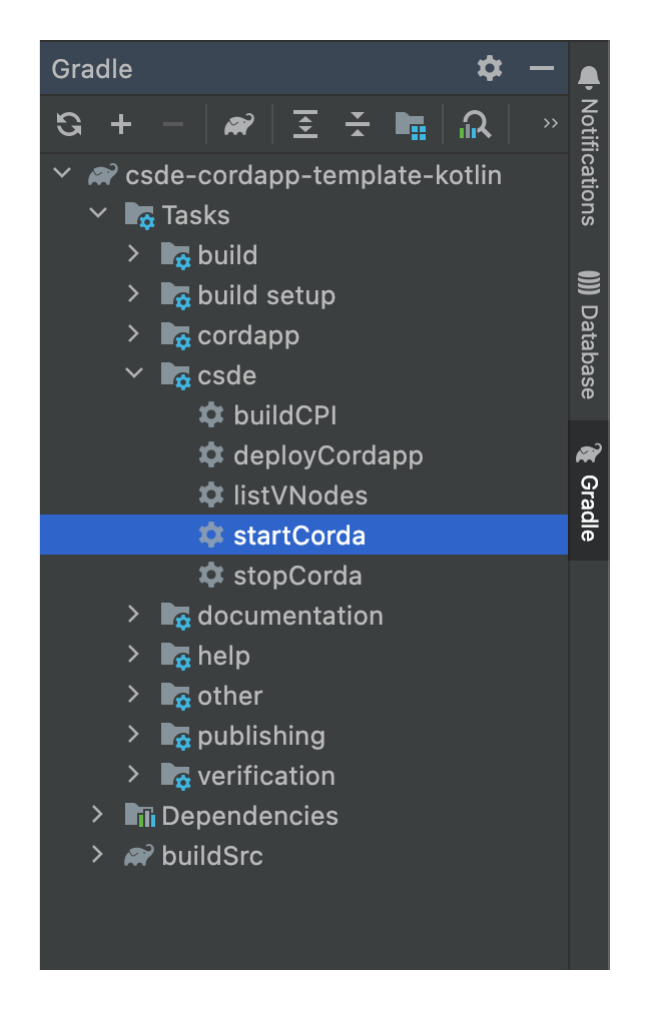 Gradle
csde-cordapp-template-kotlin
Tasks
build
build setup
cordapp
csde
buildCPI
deployCordapp
listVNodes
startCorda
stopCorda
documentation
help
other
publishing
verification
Dependencies
buildSrc
Notifications
Database
Gradle